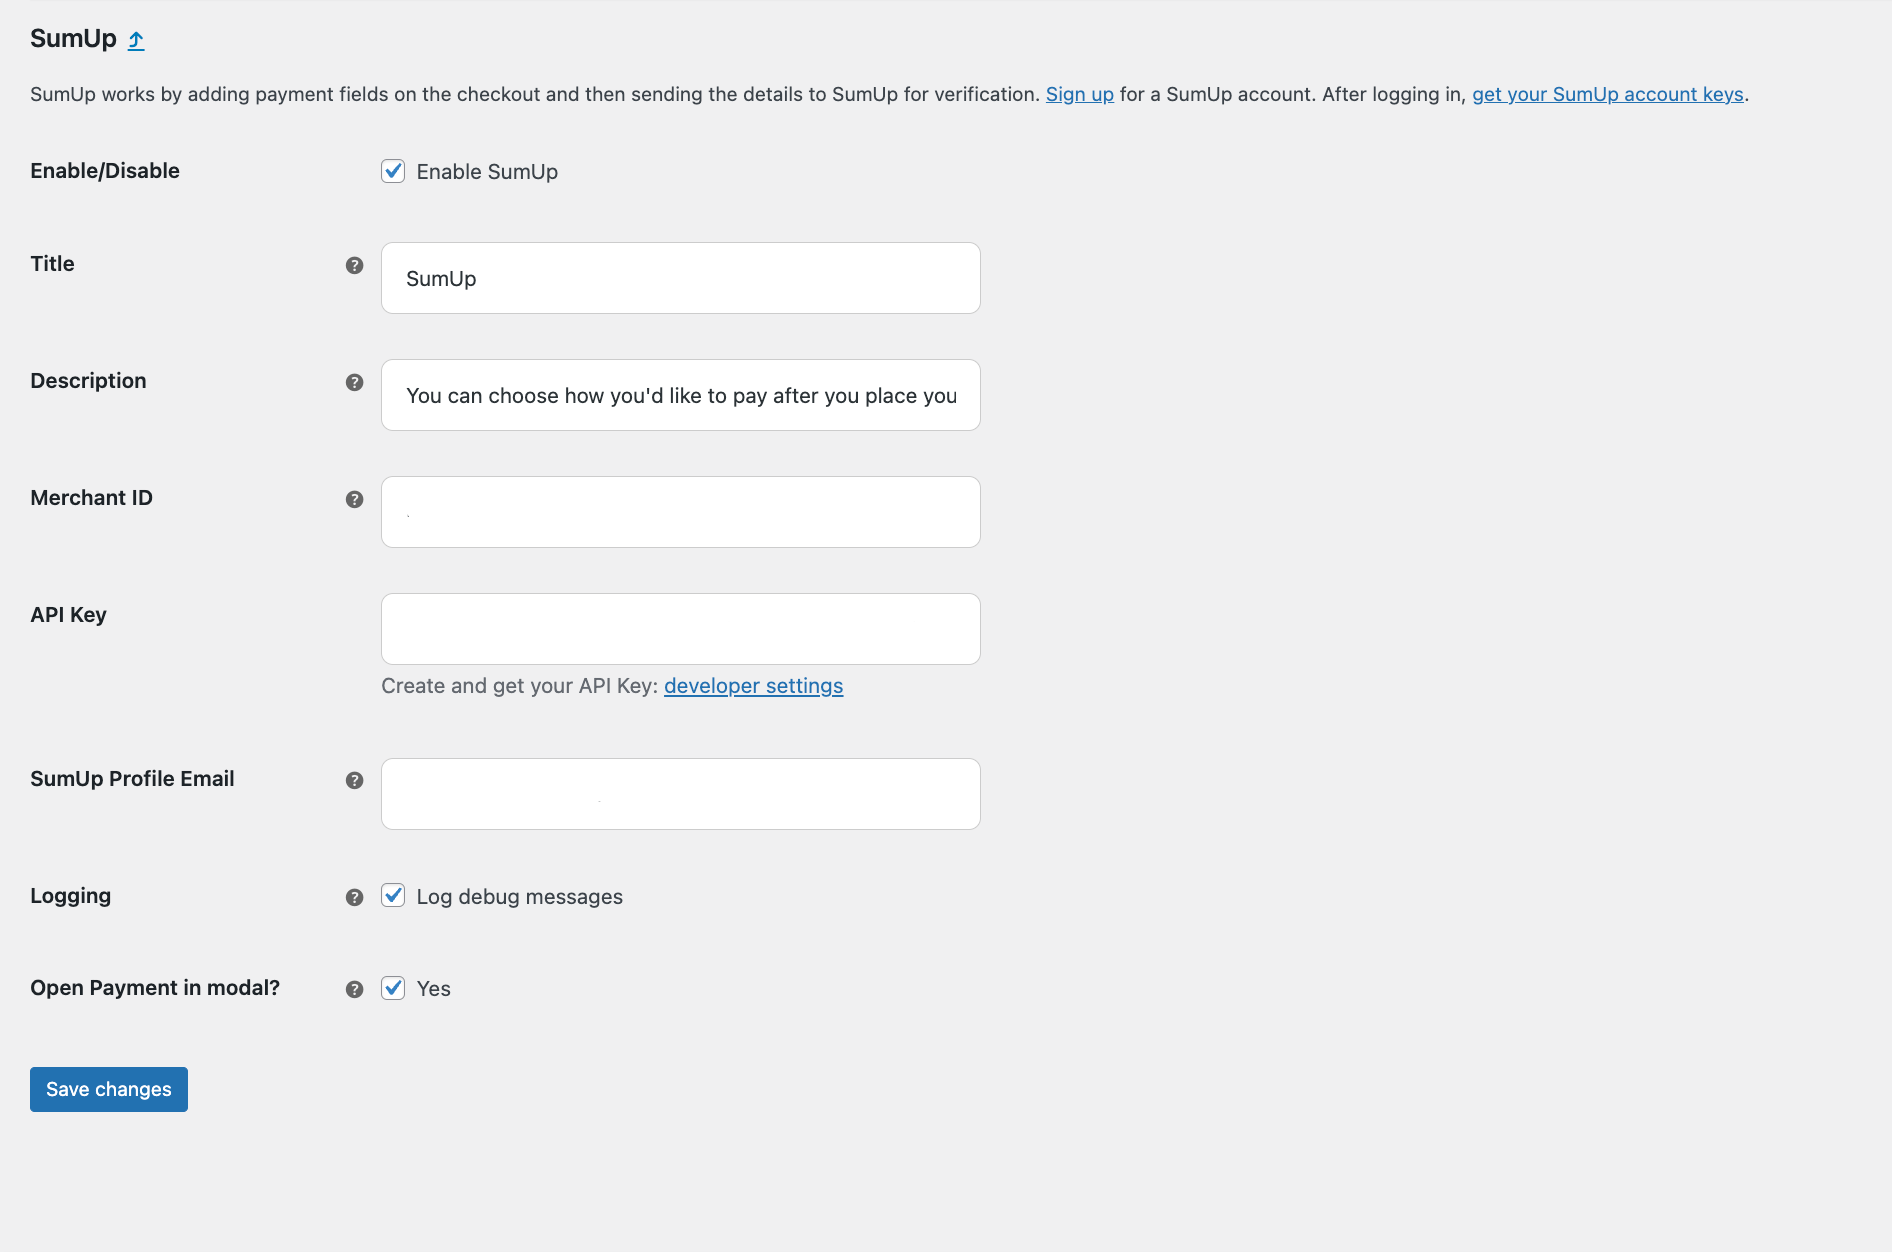 SumUp
SumUp works by adding payment fields on the checkout and then sending the details to SumUp for verification. Sign up for a SumUp account. After logging in, get your SumUp account keys.
Enable/Disable
Enable SumUp
Title
SumUp
Description
You can choose how you'd like to pay after you place you
Merchant ID
API Key
Create and get your API Key: developer settings
SumUp Profile Email
Logging
Log debug messages
Open Payment in modal?
Yes
Save changes